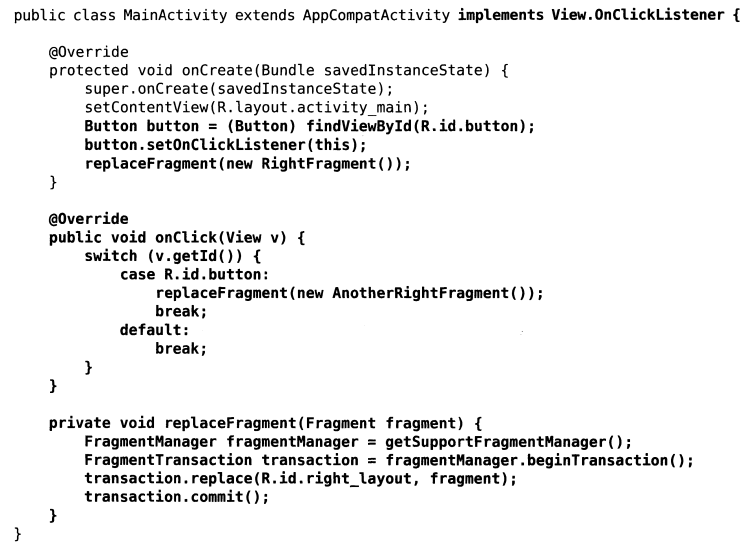 public class MainActivity extends AppCompatActivity implements View.OnClickListener {
    @Override
    protected void onCreate(Bundle savedInstanceState) {
        super.onCreate(savedInstanceState);
        setContentView(R.layout.activity_main);
        Button button = (Button) findViewById(R.id.button);
        button.setOnClickListener(this);
        replaceFragment(new RightFragment());
    }
    @Override
    public void onClick(View v) {
        switch (v.getId()) {
            case R.id.button:
                replaceFragment(new AnotherRightFragment());
                break;
            default:
                break;
        }
    }
    private void replaceFragment(Fragment fragment) {
        FragmentManager fragmentManager = getSupportFragmentManager();
        FragmentTransaction transaction = fragmentManager.beginTransaction();
        transaction.replace(R.id.right_layout, fragment);
        transaction.commit();
    }
}